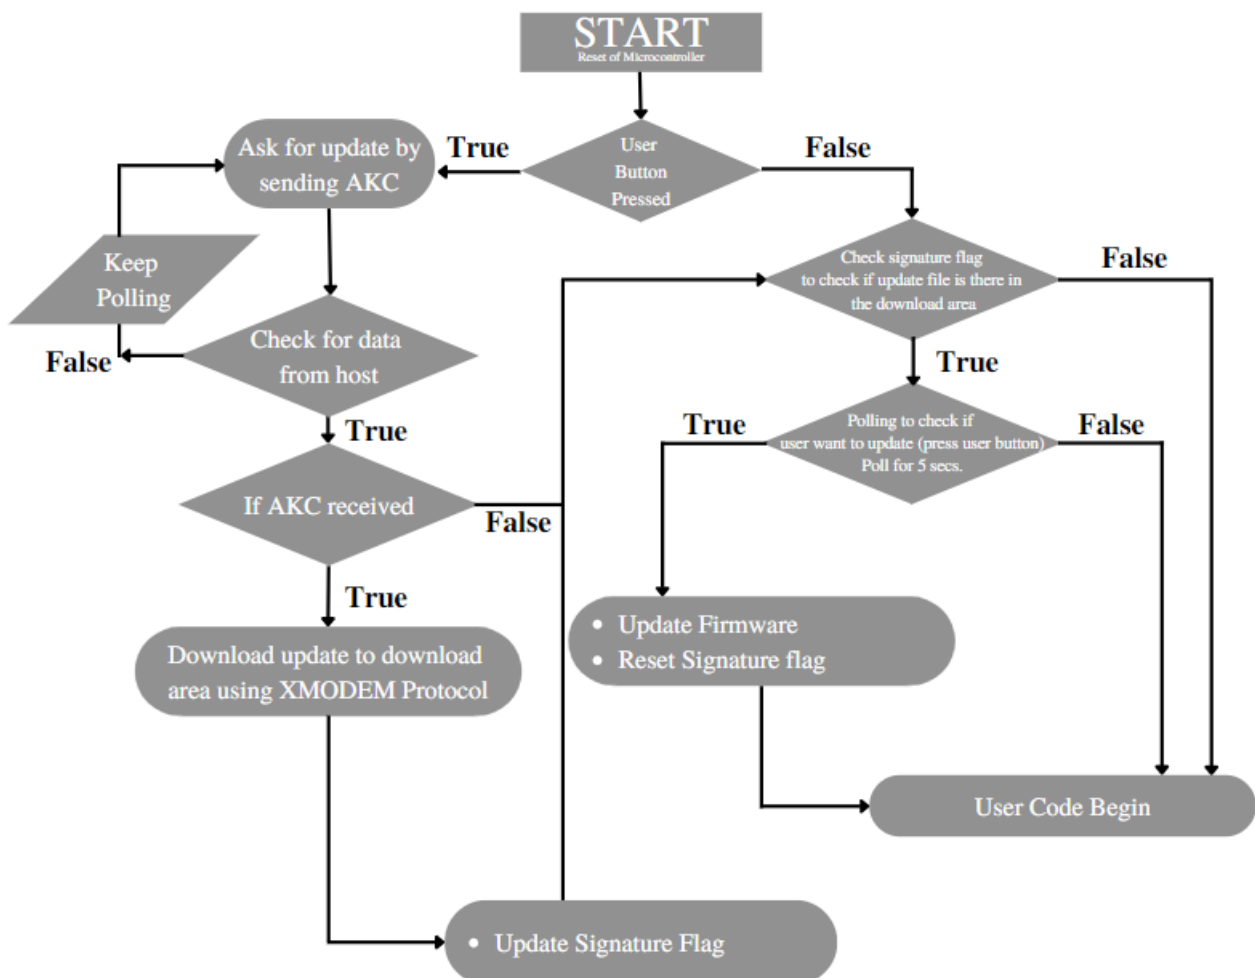 START
Reset of Microcontroller
User
Button
Pressed
True
False
Ask for update by
sending AKC
Keep
Polling
Check for data
from host
False
True
If AKC received
False
True
Download update to download
area using XMODEM Protocol
• Update Signature Flag
Check signature flag
to check if update file is there in
the download area
False
True
Polling to check if
user want to update (press user button)
Poll for 5 secs.
True
False
• Update Firmware
• Reset Signature flag
User Code Begin